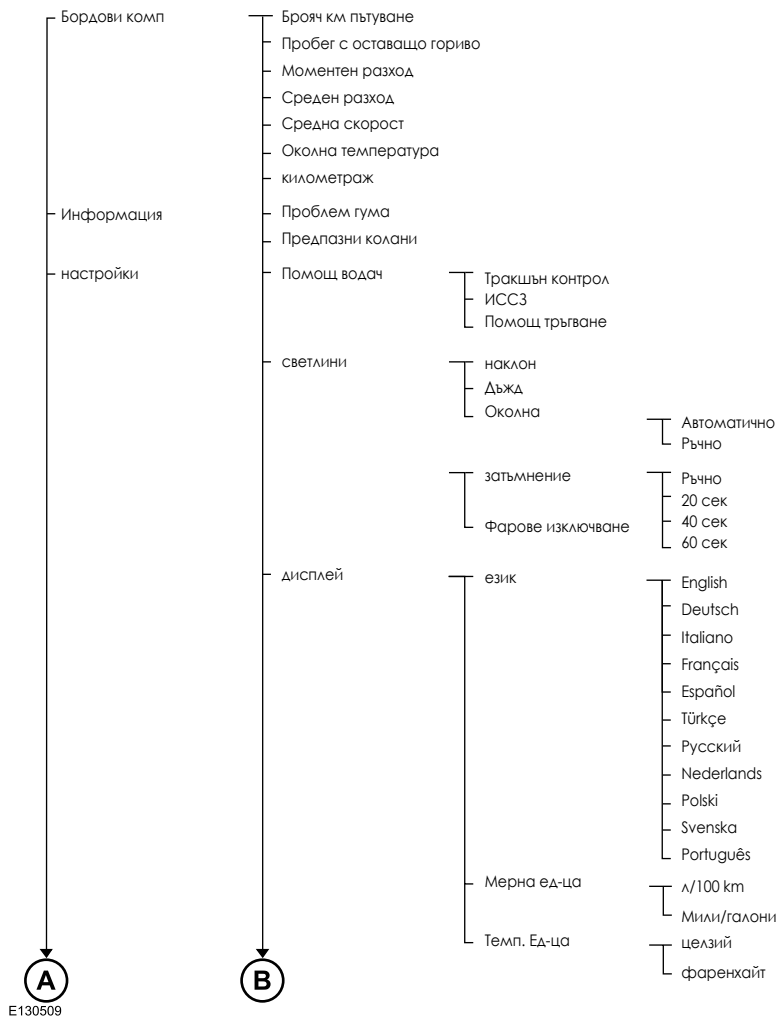 Бордови комп
Брояч км пътуване
Пробег с оставащо гориво
Моментен разход
Среден разход
Средна скорост
Околна температура
километраж
Информация
Проблем гума
Предпазни колани
настройки
Помощ водач
Тракшън контрол
ИССЗ
Помощ тръгване
светлини
наклон
Дъжд
Околна
Автоматично
Ръчно
затъмнение
Фарове изключване
Ръчно
20 сек
40 сек
60 сек
дисплей
език
English
Deutsch
Italiano
Français
Español
Türkçe
Русский
Nederlands
Polski
Svenska
Português
Мерна ед-ца
л/100 km
Мили/галони
Темп. Ед-ца
целзий
фаренхайт
A
B
E130509